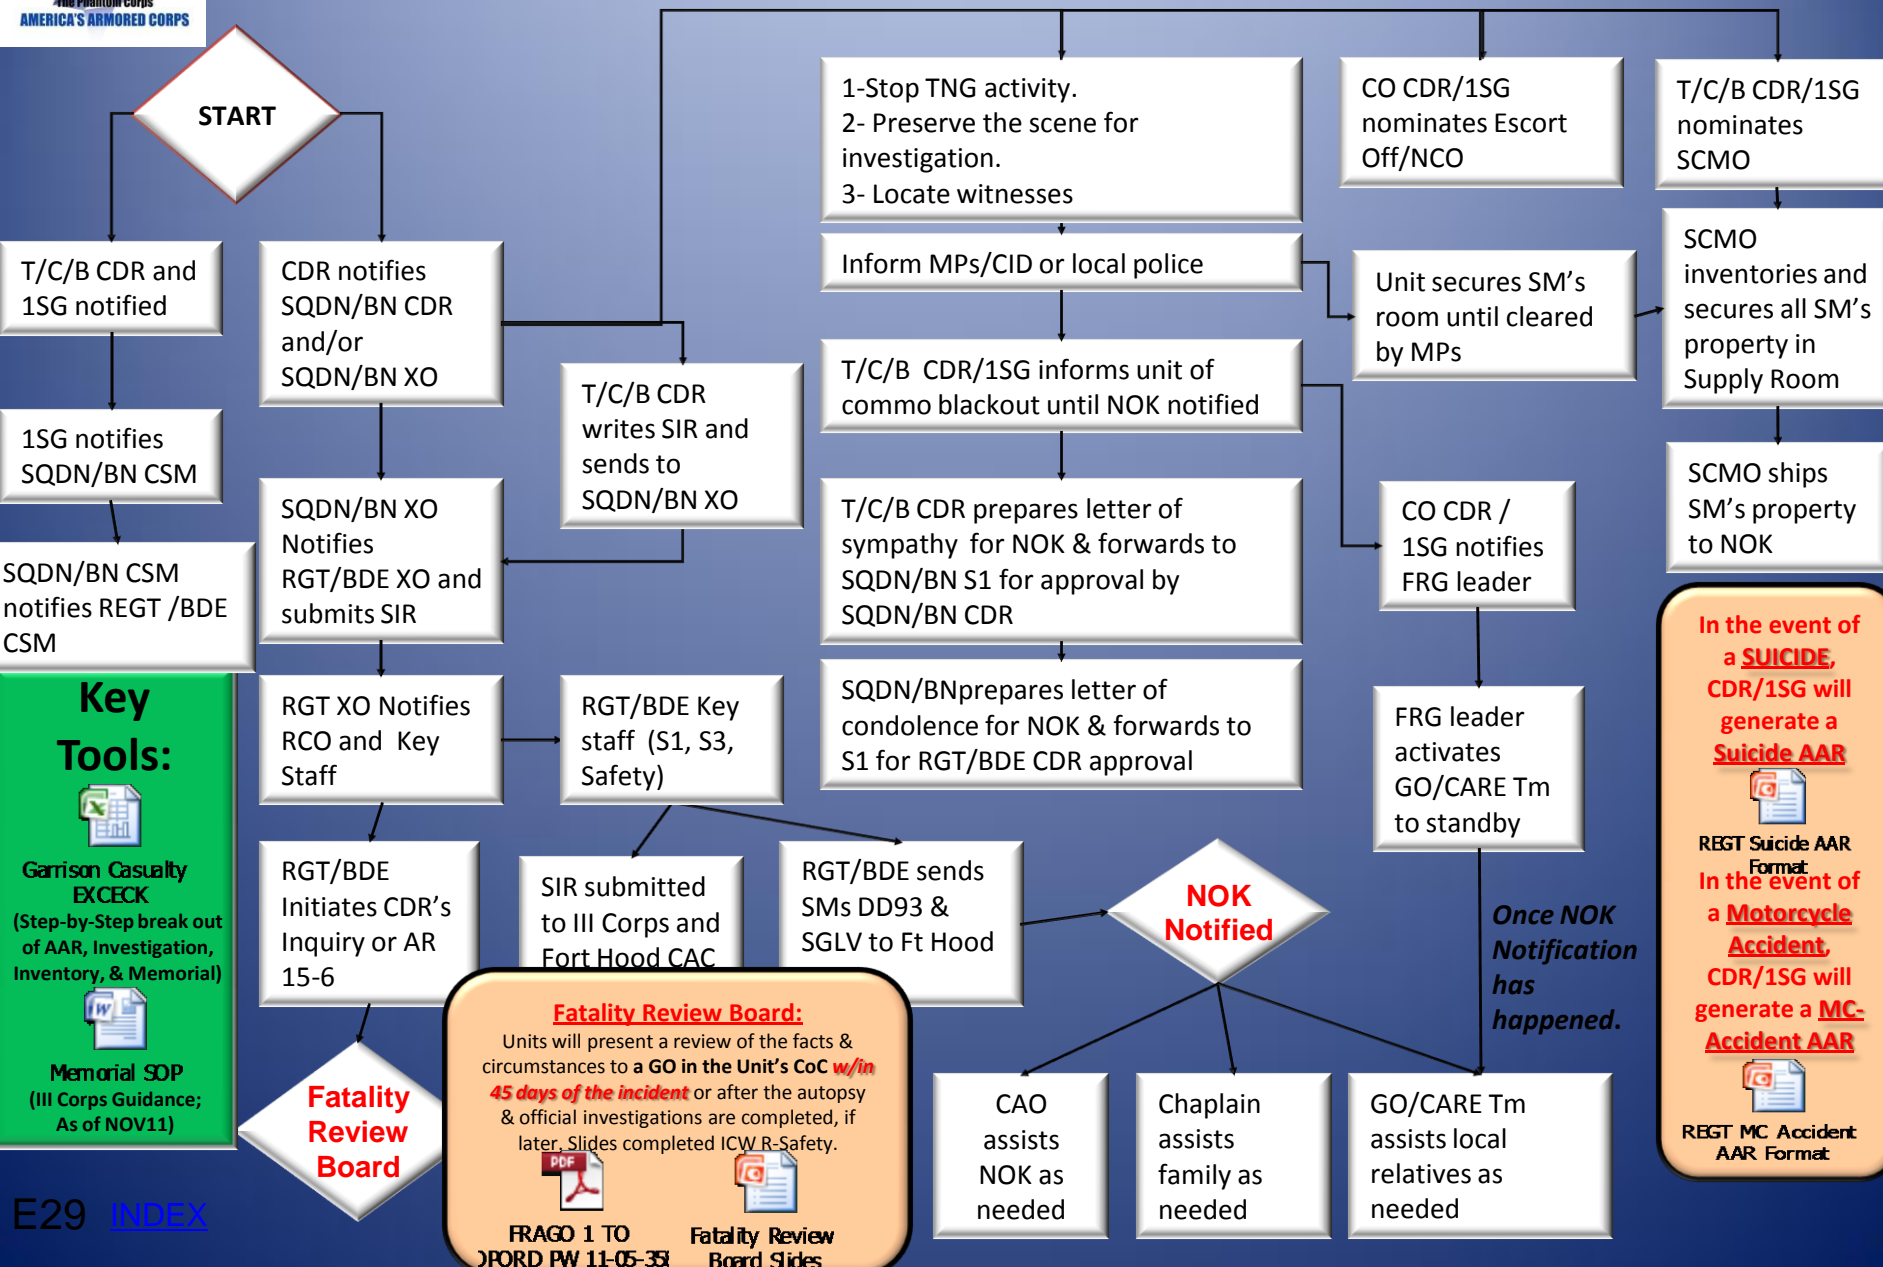 The Phantom Corps
AMERICA'S ARMORED CORPS
START
T/C/B CDR and
1SG notified
1SG notifies
SQDN/BN CSM
SQDN/BN CSM
notifies REGT /BDE
CSM
CDR notifies
SQDN/BN CDR
and/or
SQDN/BN XO
T/C/B CDR
writes SIR and
sends to
SQDN/BN XO
SQDN/BN XO
Notifies
RGT/BDE XO and
submits SIR
RGT XO Notifies
RCO and Key
Staff
RGT/BDE Key
staff (S1, S3,
Safety)
RGT/BDE
Initiates CDR's
Inquiry or AR
15-6
SIR submitted
to III Corps and
Fort Hood CAC
RGT/BDE sends
SMs DD93 &
SGLV to Ft Hood
NOK
Notified
Fatality
Review
Board
1-Stop TNG activity.
2- Preserve the scene for
investigation.
3- Locate witnesses
Inform MPs/CID or local police
T/C/B CDR/1SG informs unit of
commo blackout until NOK notified
T/C/B CDR prepares letter of
sympathy for NOK & forwards to
SQDN/BN S1 for approval by
SQDN/BN CDR
SQDN/BNprepares letter of
condolence for NOK & forwards to
S1 for RGT/BDE CDR approval
CO CDR/1SG
nominates Escort
Off/NCO
Unit secures SM's
room until cleared
by MPs
CO CDR /
1SG notifies
FRG leader
FRG leader
activates
GO/CARE Tm
to standby
Once NOK
Notification
has
happened.
T/C/B CDR/1SG
nominates
SCMO
SCMO
inventories and
secures all SM's
property in
Supply Room
SCMO ships
SM's property
to NOK
CAO
assists
NOK as
needed
Chaplain
assists
family as
needed
GO/CARE Tm
assists local
relatives as
needed
Key
Tools:
Garrison Casualty
EXCECK
(Step-by-Step break out
of AAR, Investigation,
Inventory, & Memorial)
Memorial SOP
(III Corps Guidance;
As of NOV11)
Fatality Review Board:
Units will present a review of the facts &
circumstances to a GO in the Unit's CoC w/in
45 days of the incident or after the autopsy
& official investigations are completed, if
later. Slides completed ICW R-Safety.
PDF
FRAGO 1 TO
OPORD PW 11-05-35
Fatality Review
Board Slides
In the event of
a SUICIDE,
CDR/1SG will
generate a
Suicide AAR
REGT Suicide AAR
Format
In the event of
a Motorcycle
Accident,
CDR/1SG will
generate a MC-
Accident AAR
REGT MC Accident
AAR Format
E29 INDEX